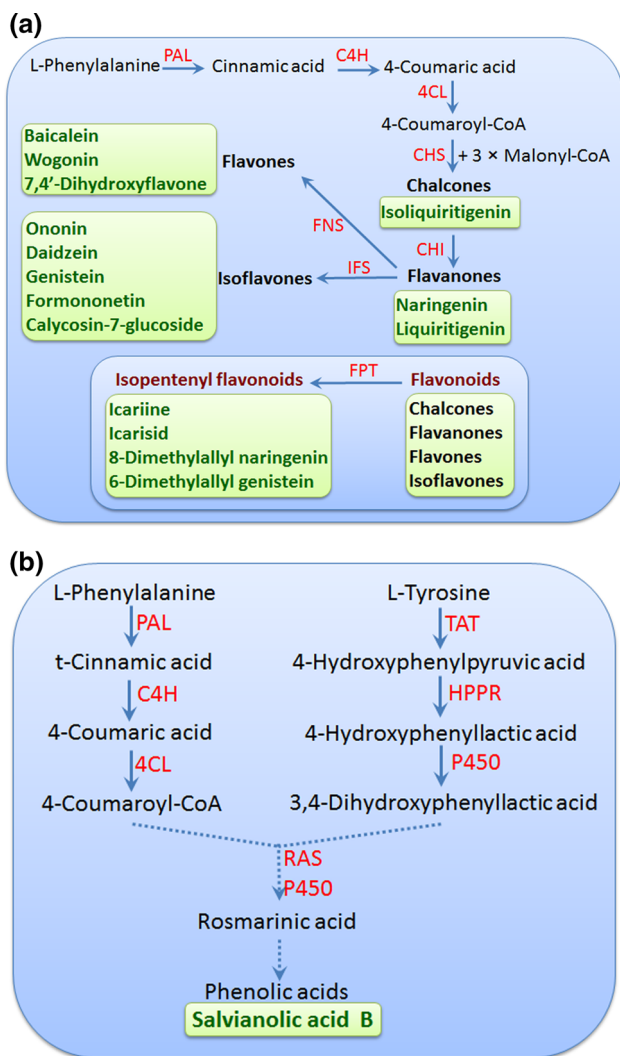 (a)
PAL
C4H
L-Phenylalanine
Cinnamic acid
4-Coumaric acid
4CL
4-Coumaroyl-CoA
CHS + 3 × Malonyl-CoA
Chalcones
Isoliquiritigenin
CHI
Flavanones
Naringenin
Liquiritigenin
FNS
Flavones
Baicalein
Wogonin
7,4'-Dihydroxyflavone
IFS
Isoflavones
Ononin
Daidzein
Genistein
Formononetin
Calycosin-7-glucoside
FPT
Isopentenyl flavonoids
Flavonoids
Icariine
Icarisid
8-Dimethylallyl naringenin
6-Dimethylallyl genistein
Chalcones
Flavanones
Flavones
Isoflavones
(b)
L-Phenylalanine
PAL
t-Cinnamic acid
C4H
4-Coumaric acid
4CL
4-Coumaroyl-CoA
L-Tyrosine
TAT
4-Hydroxyphenylpyruvic acid
HPPR
4-Hydroxyphenyllactic acid
P450
3,4-Dihydroxyphenyllactic acid
RAS
P450
Rosmarinic acid
Phenolic acids
Salvianolic acid B